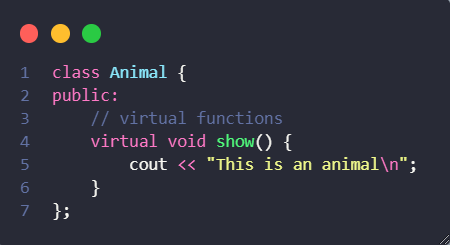 1 class Animal {
2 public:
3     // virtual functions
4     virtual void show() {
5         cout << "This is an animal\n";
6     }
7 };